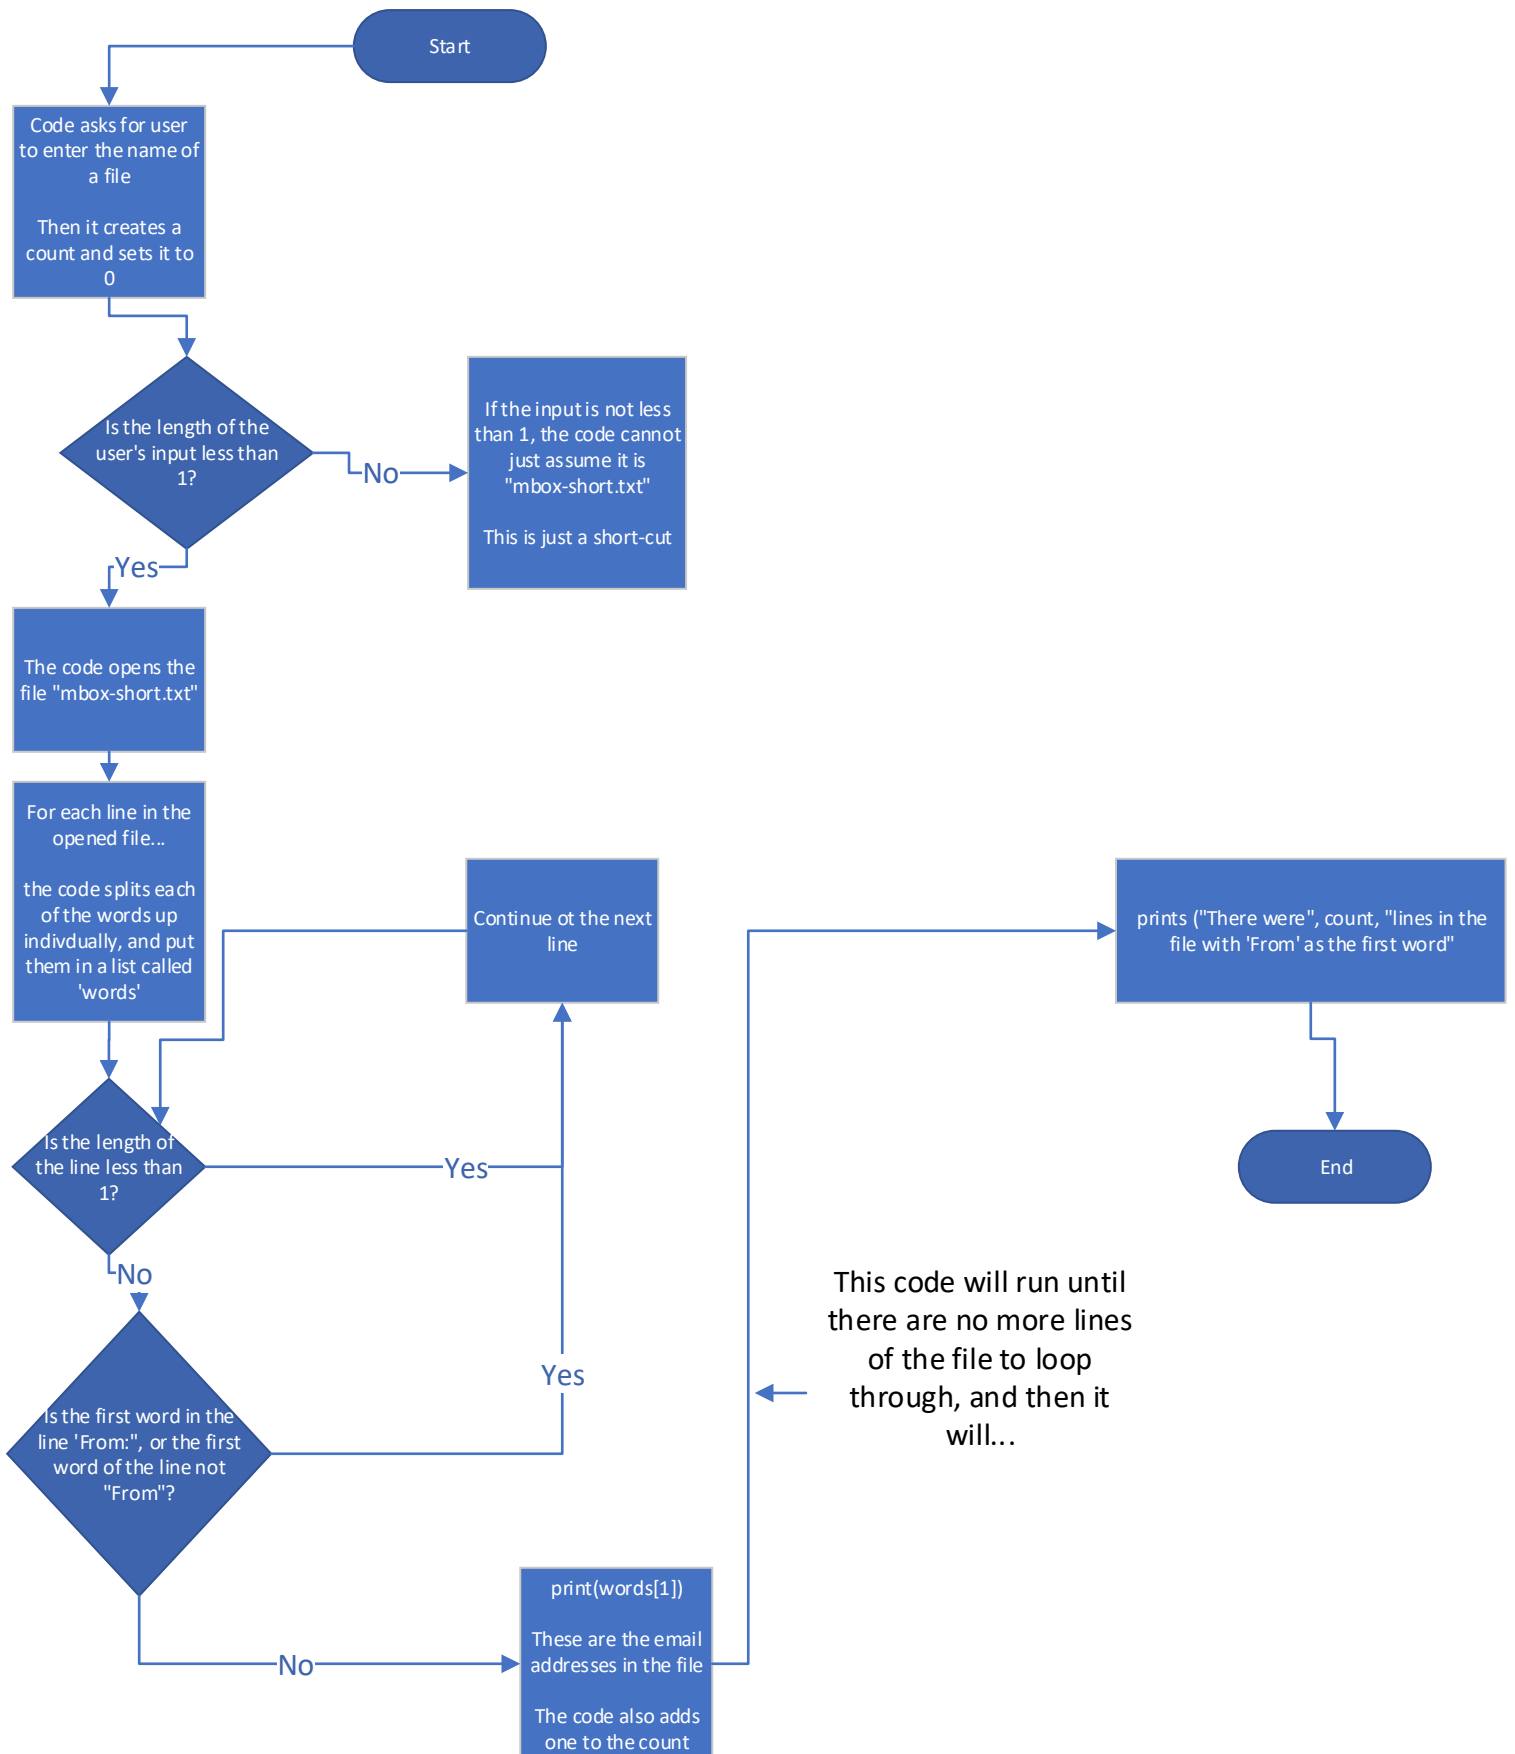 Start
Code asks for user
to enter the name of
a file
Then it creates a
count and sets it to
0
Is the length of the
user's input less than
1?
No
If the input is not less
than 1, the code cannot
just assume it is
"mbox-short.txt"
This is just a short-cut
Yes
The code opens the
file "mbox-short.txt"
For each line in the
opened file...
the code splits each
of the words up
indivdually, and put
them in a list called
'words'
Continue ot the next
line
prints ("There were", count, "lines in the
file with 'From' as the first word"
Is the length of
the line less than
1?
Yes
End
No
This code will run until
there are no more lines
of the file to loop
through, and then it
will...
Yes
Is the first word in the
line 'From:", or the first
word of the line not
"From"?
No
print(words[1])
These are the email
addresses in the file
The code also adds
one to the count